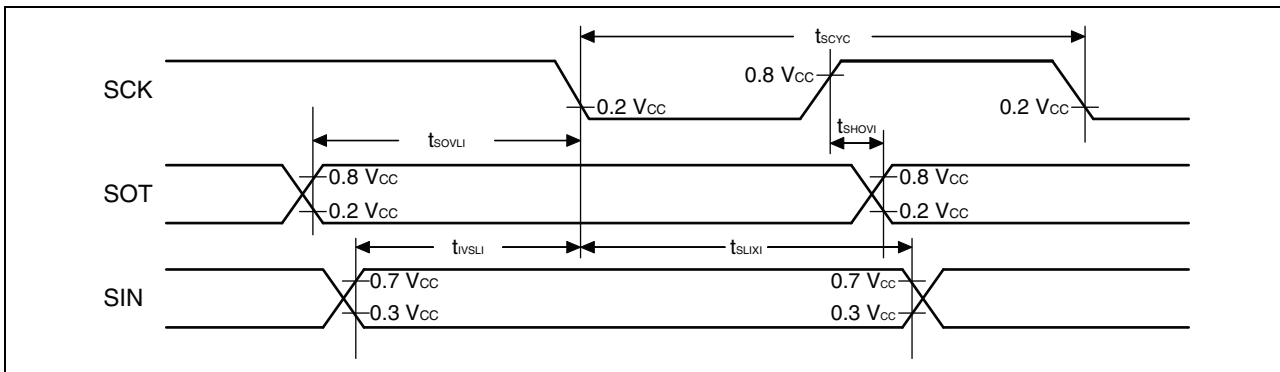 tSCYC
SCK
0.8 VCC
0.2 VCC
0.2 VCC
tSOVLI
tSHOVI
SOT
0.8 VCC
0.2 VCC
0.8 VCC
0.2 VCC
tIVSLI
tSLIXI
SIN
0.7 VCC
0.3 VCC
0.7 VCC
0.3 VCC